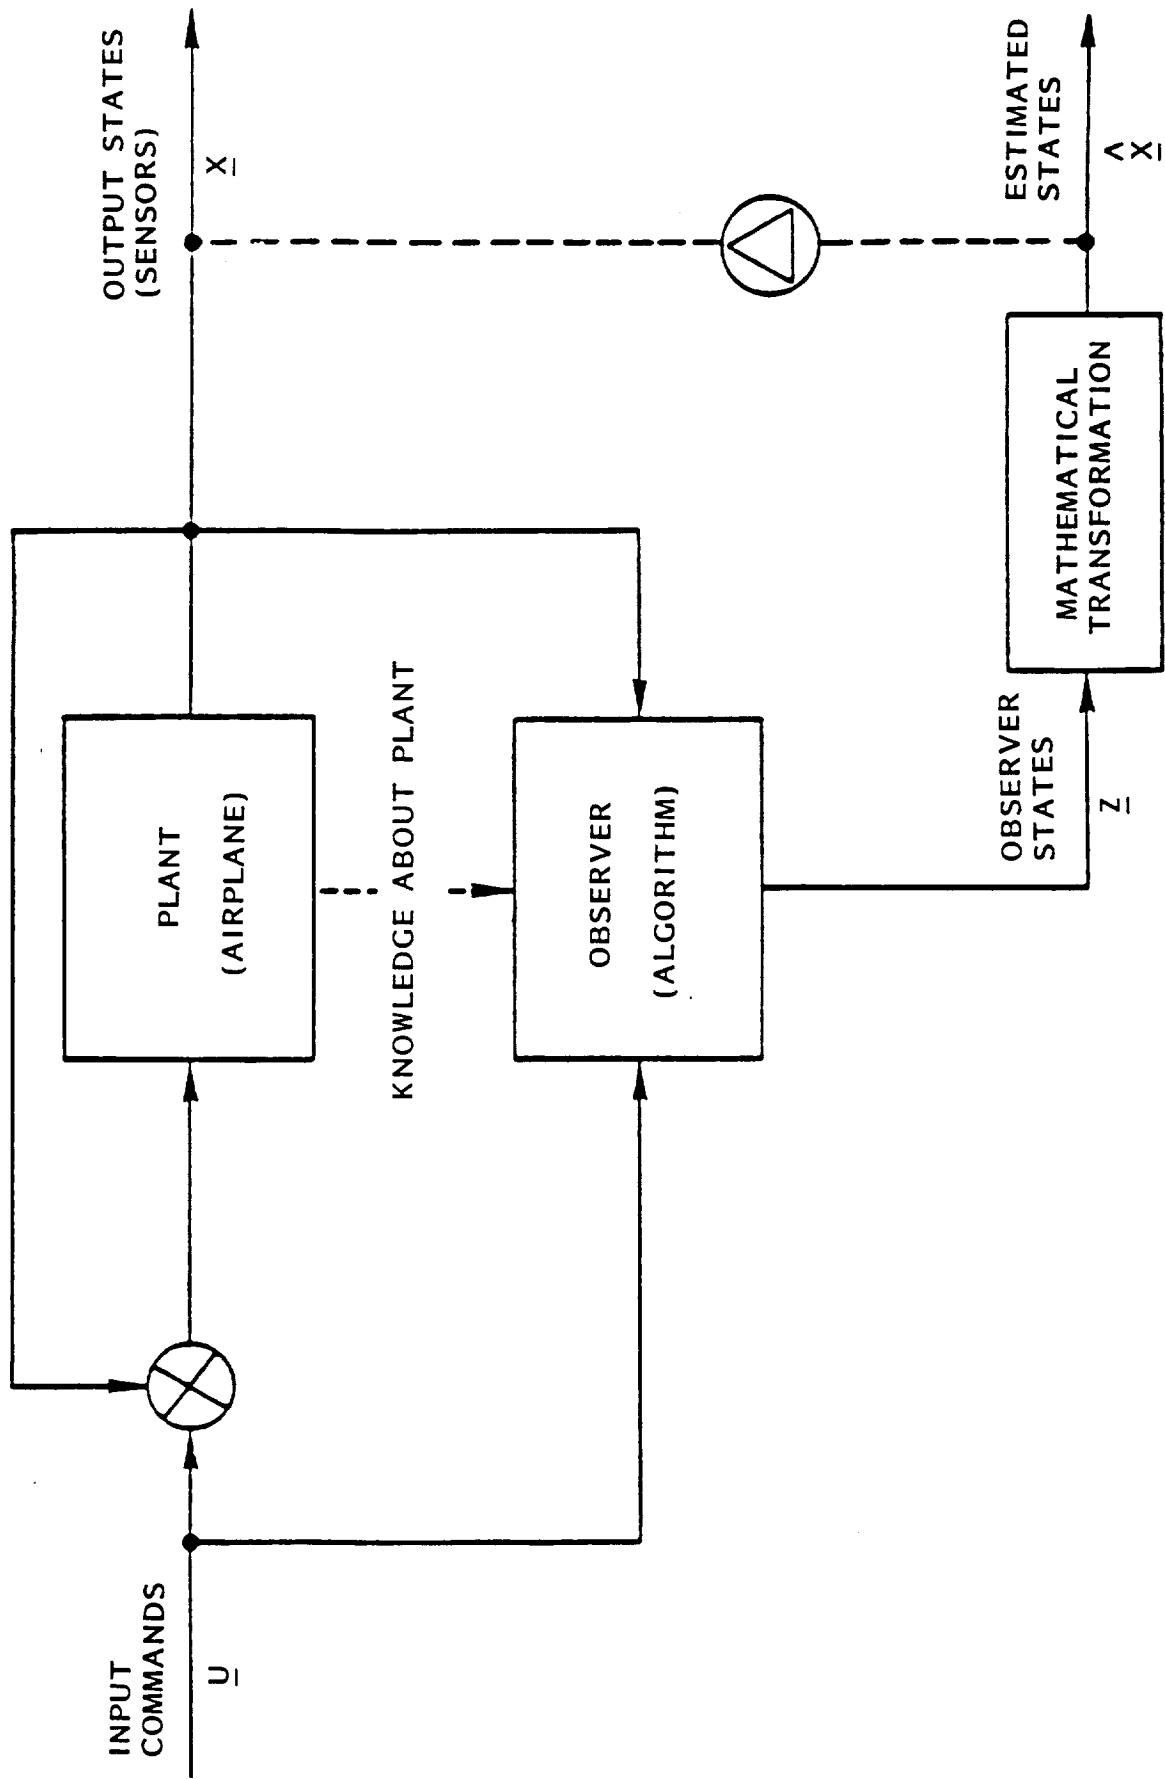 INPUT
COMMANDS
U
PLANT
(AIRPLANE)
OUTPUT STATES
(SENSORS)
X
KNOWLEDGE ABOUT PLANT
OBSERVER
(ALGORITHM)
OBSERVER
STATES
Z
MATHEMATICAL
TRANSFORMATION
ESTIMATED
STATES
X̂